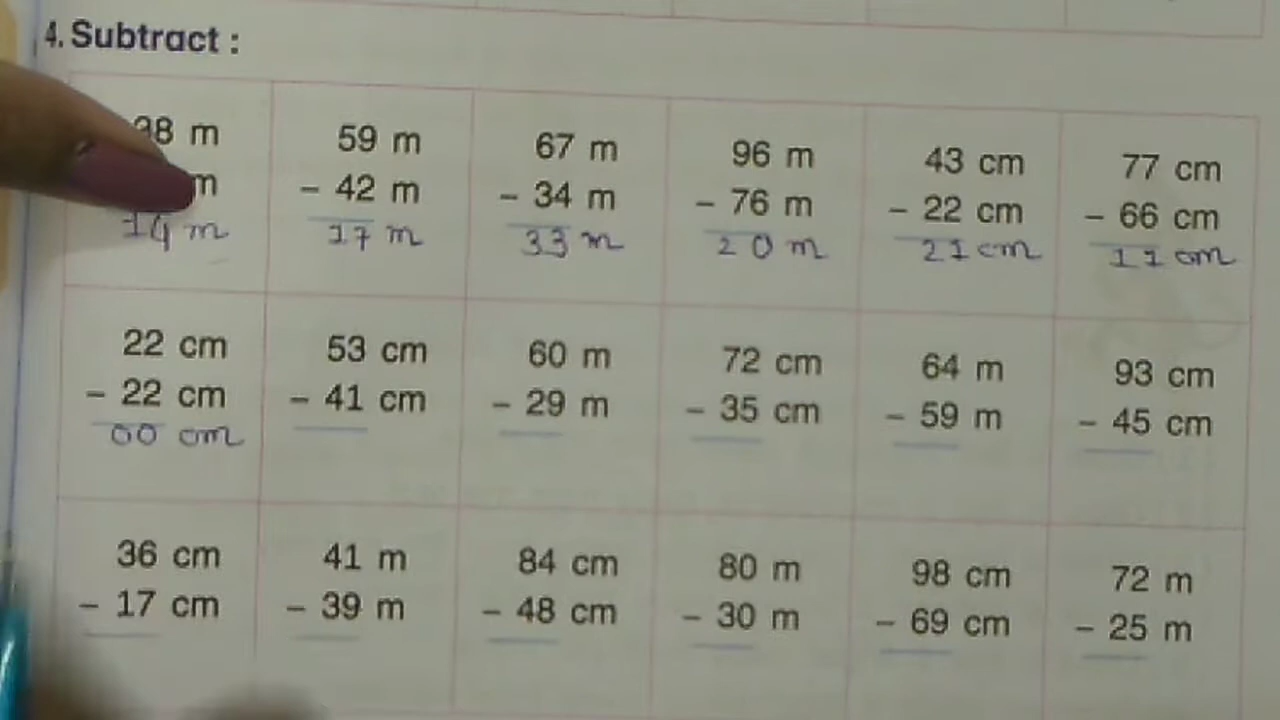 4. Subtract :
38 m 59 m 67 m 96 m 43 cm 77 cm
m - 42 m - 34 m - 76 m - 22 cm - 66 cm
14 m 17 m 33 m 20 m 21 cm 11 cm
22 cm 53 cm 60 m 72 cm 64 m 93 cm
- 22 cm - 41 cm - 29 m - 35 cm - 59 m - 45 cm
00 cm
36 cm 41 m 84 cm 80 m 98 cm 72 m
- 17 cm - 39 m - 48 cm - 30 m - 69 cm - 25 m